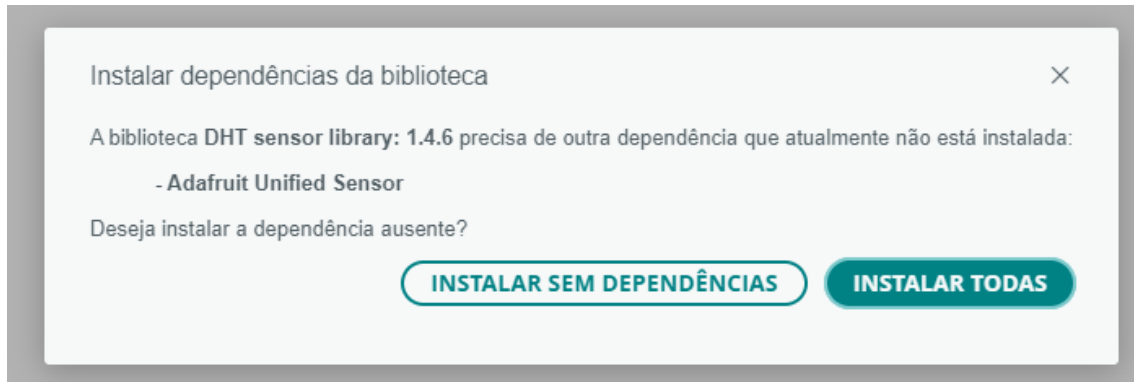 Instalar dependências da biblioteca
A biblioteca DHT sensor library: 1.4.6 precisa de outra dependência que atualmente não está instalada:
- Adafruit Unified Sensor
Deseja instalar a dependência ausente?
INSTALAR SEM DEPENDÊNCIAS INSTALAR TODAS